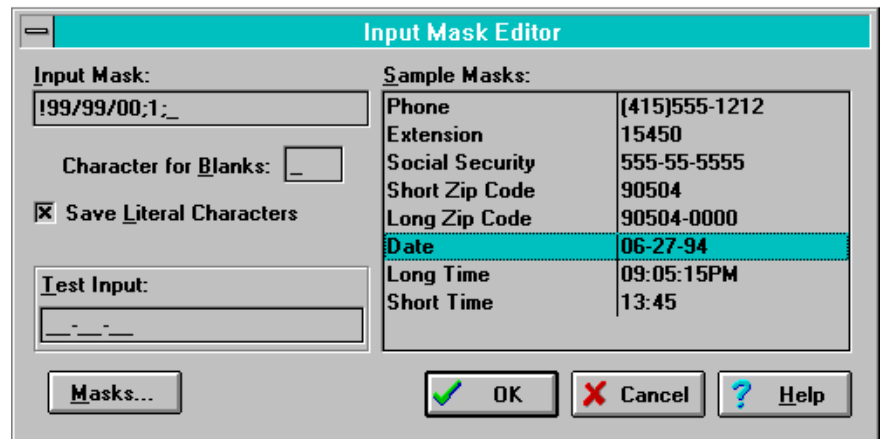 Input Mask Editor
Input Mask:
!99/99/00;1;_
Character for Blanks: _
Save Literal Characters
Test Input:
__-__-__
Masks...
Sample Masks:
Phone (415)555-1212
Extension 15450
Social Security 555-55-5555
Short Zip Code 90504
Long Zip Code 90504-0000
Date 06-27-94
Long Time 09:05:15PM
Short Time 13:45
OK
Cancel
? Help